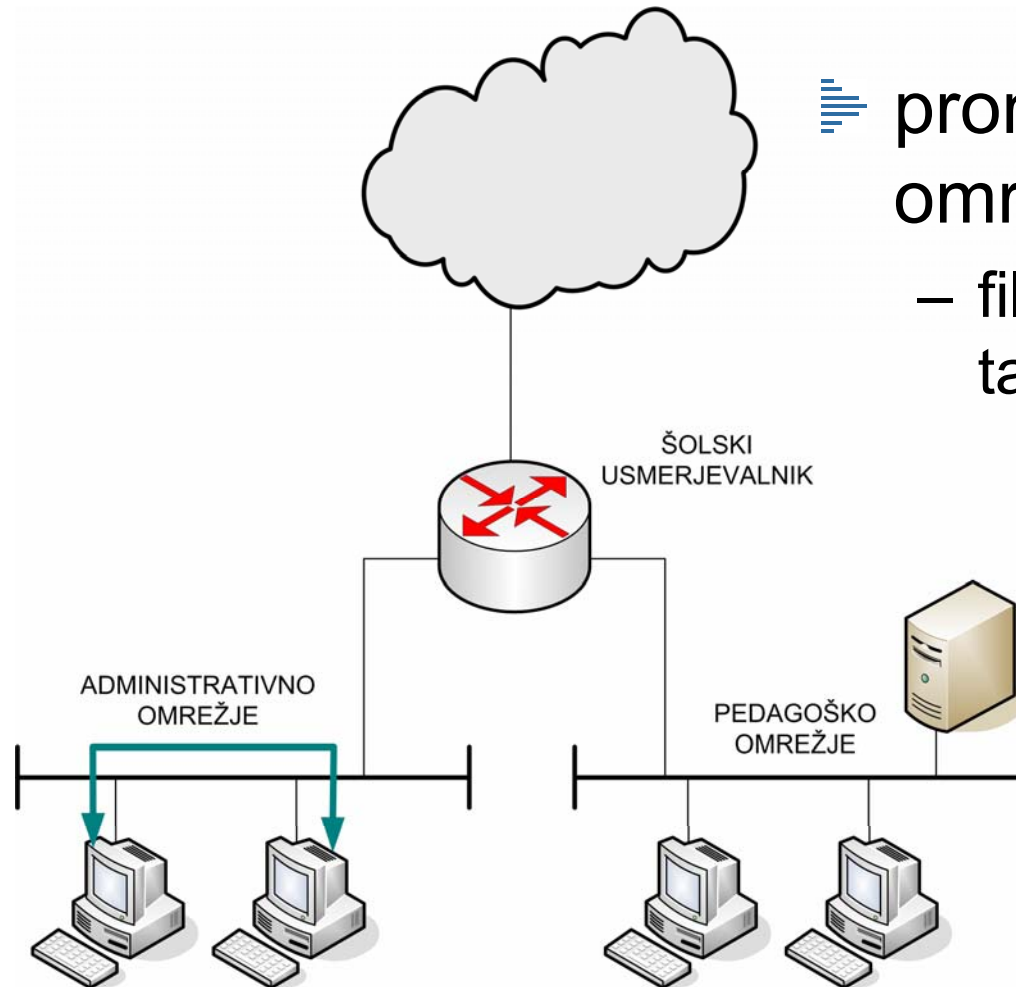 ŠOLSKI
USMERJEVALNIK
ADMINISTRATIVNO
OMREŽJE
PEDAGOŠKO
OMREŽJE